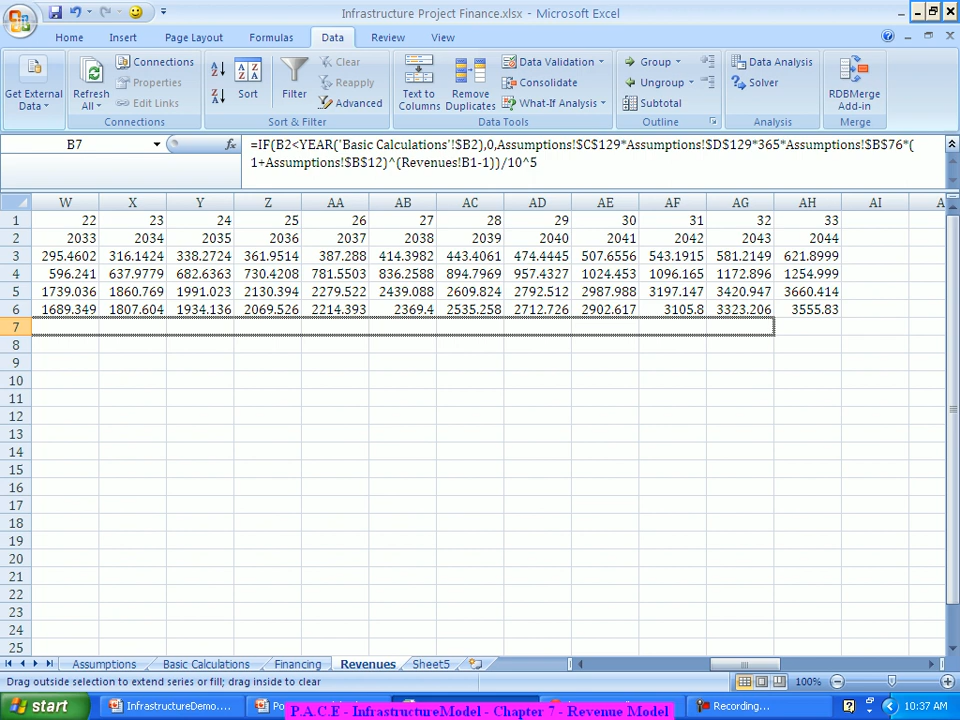 Infrastructure Project Finance.xlsx - Microsoft Excel
Home Insert Page Layout Formulas Data Review View
Get External Data
Refresh All
Connections
Properties
Edit Links
Connections
Sort
Filter
Clear
Reapply
Advanced
Sort & Filter
Text to Columns
Remove Duplicates
Data Validation
Consolidate
What-If Analysis
Data Tools
Group
Ungroup
Subtotal
Outline
Data Analysis
Solver
Analysis
RDBMerge Add-in
Merge
B7
fx
=IF(B2<YEAR('Basic Calculations'!$B2),0,Assumptions!$C$129*Assumptions!$D$129*365*Assumptions!$B$76*(
1+Assumptions!$B$12)^(Revenues!B1-1))/10^5
W X Y Z AA AB AC AD AE AF AG AH AI A
1 22 23 24 25 26 27 28 29 30 31 32 33
2 2033 2034 2035 2036 2037 2038 2039 2040 2041 2042 2043 2044
3 295.4602 316.1424 338.2724 361.9514 387.288 414.3982 443.4061 474.4445 507.6556 543.1915 581.2149 621.8999
4 596.241 637.9779 682.6363 730.4208 781.5503 836.2588 894.7969 957.4327 1024.453 1096.165 1172.896 1254.999
5 1739.036 1860.769 1991.023 2130.394 2279.522 2439.088 2609.824 2792.512 2987.988 3197.147 3420.947 3660.414
6 1689.349 1807.604 1934.136 2069.526 2214.393 2369.4 2535.258 2712.726 2902.617 3105.8 3323.206 3555.83
7
8
9
10
11
12
13
14
15
16
17
18
19
20
21
22
23
24
25
Assumptions Basic Calculations Financing Revenues Sheet5
Drag outside selection to extend series or fill; drag inside to clear
100%
start
InfrastructureDemo....
Po
Recording...
10:37 AM
P.A.C.E - InfrastructureModel - Chapter 7 - Revenue Model